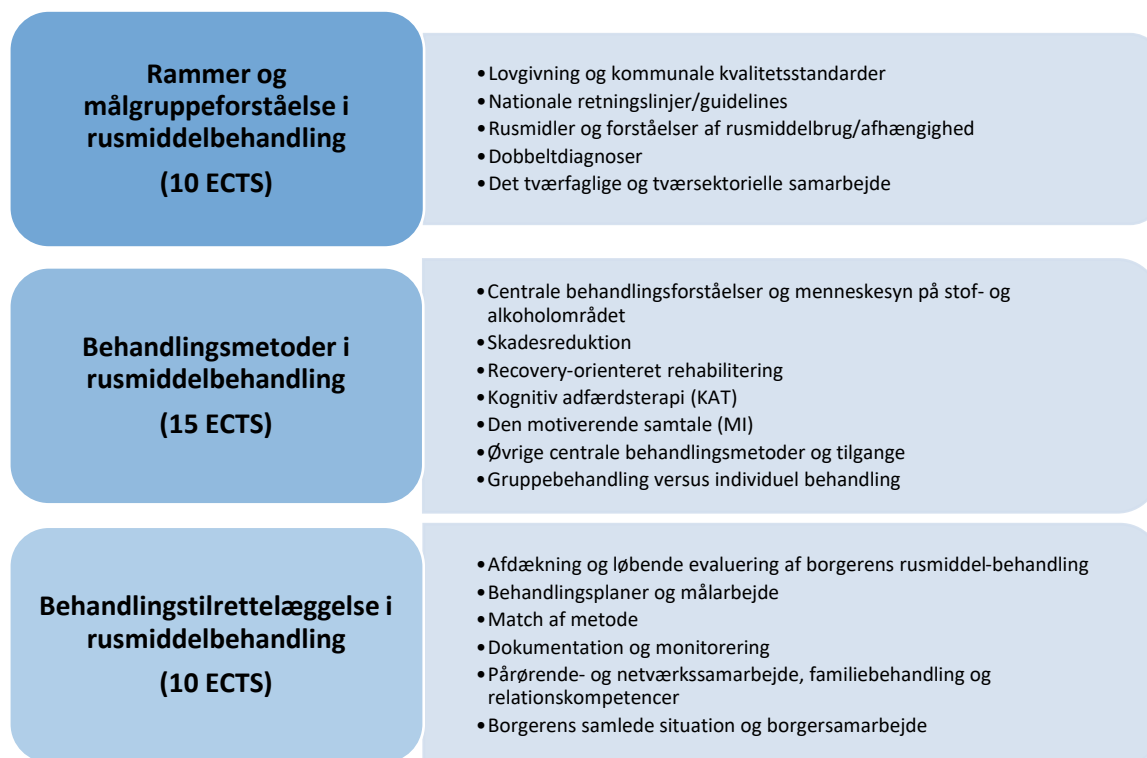 Rammer og
målgruppeforståelse i
rusmiddelbehandling
(10 ECTS)
•Lovgivning og kommunale kvalitetsstandarder
•Nationale retningslinjer/guidelines
•Rusmidler og forståelser af rusmiddelbrug/afhængighed
•Dobbeltdiagnoser
•Det tværfaglige og tværsektorielle samarbejde
Behandlingsmetoder i
rusmiddelbehandling
(15 ECTS)
•Centrale behandlingsforståelser og menneskesyn på stof- og
alkoholområdet
•Skadesreduktion
•Recovery-orienteret rehabilitering
•Kognitiv adfærdsterapi (KAT)
•Den motiverende samtale (MI)
•Øvrige centrale behandlingsmetoder og tilgange
•Gruppebehandling versus individuel behandling
Behandlingstilrettelæggelse i
rusmiddelbehandling
(10 ECTS)
•Afdækning og løbende evaluering af borgerens rusmiddel-behandling
•Behandlingsplaner og målarbejde
•Match af metode
•Dokumentation og monitorering
•Pårørende- og netværkssamarbejde, familiebehandling og
relationskompetencer
•Borgerens samlede situation og borgersamarbejde